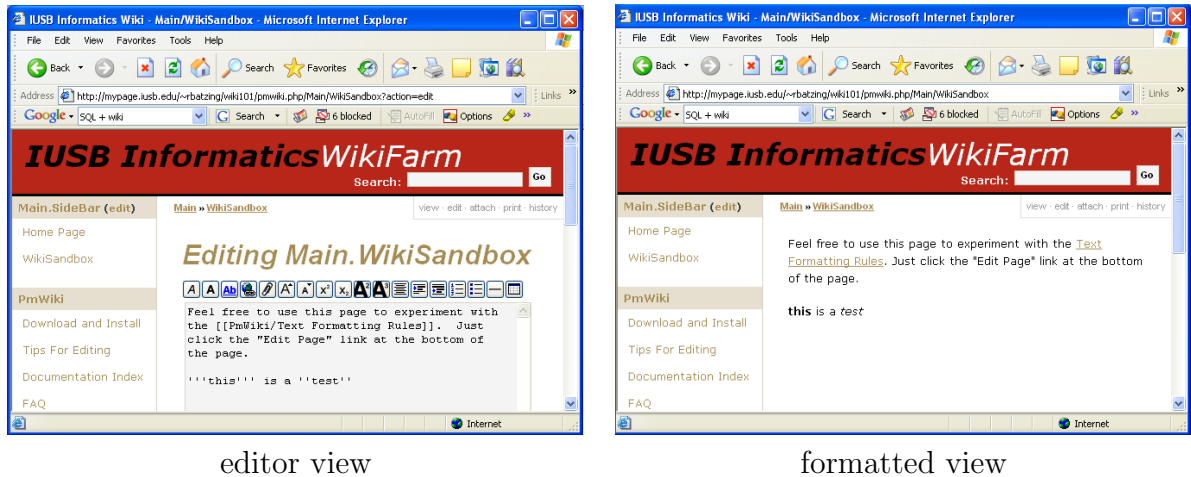 IUSB Informatics Wiki - Main/WikiSandbox - Microsoft Internet Explorer
File Edit View Favorites Tools Help
Back Search Favorites
Address http://mypage.iusb.edu/~rbatzing/wiki101/pmwiki.php/Main/WikiSandbox?action=edit Links »
Google SQL + wiki Search 6 blocked AutoFill Options »
IUSB InformaticsWikiFarm
Search: Go
Main.SideBar (edit)
Home Page
WikiSandbox
PmWiki
Download and Install
Tips For Editing
Documentation Index
FAQ
Main » WikiSandbox
view · edit · attach · print · history
Editing Main.WikiSandbox
A A Ab A A x² x₂ A A
Feel free to use this page to experiment with
the [[PmWiki/Text Formatting Rules]].  Just
click the "Edit Page" link at the bottom of
the page.
'''this''' is a ''test''
Internet
editor view
IUSB Informatics Wiki - Main/WikiSandbox - Microsoft Internet Explorer
File Edit View Favorites Tools Help
Back Search Favorites
Address http://mypage.iusb.edu/~rbatzing/wiki101/pmwiki.php/Main/WikiSandbox Links »
Google SQL + wiki Search 6 blocked AutoFill Options »
IUSB InformaticsWikiFarm
Search: Go
Main.SideBar (edit)
Home Page
WikiSandbox
PmWiki
Download and Install
Tips For Editing
Documentation Index
FAQ
Main » WikiSandbox
view · edit · attach · print · history
Feel free to use this page to experiment with the Text
Formatting Rules. Just click the "Edit Page" link at the bottom
of the page.
this is a test
Internet
formatted view